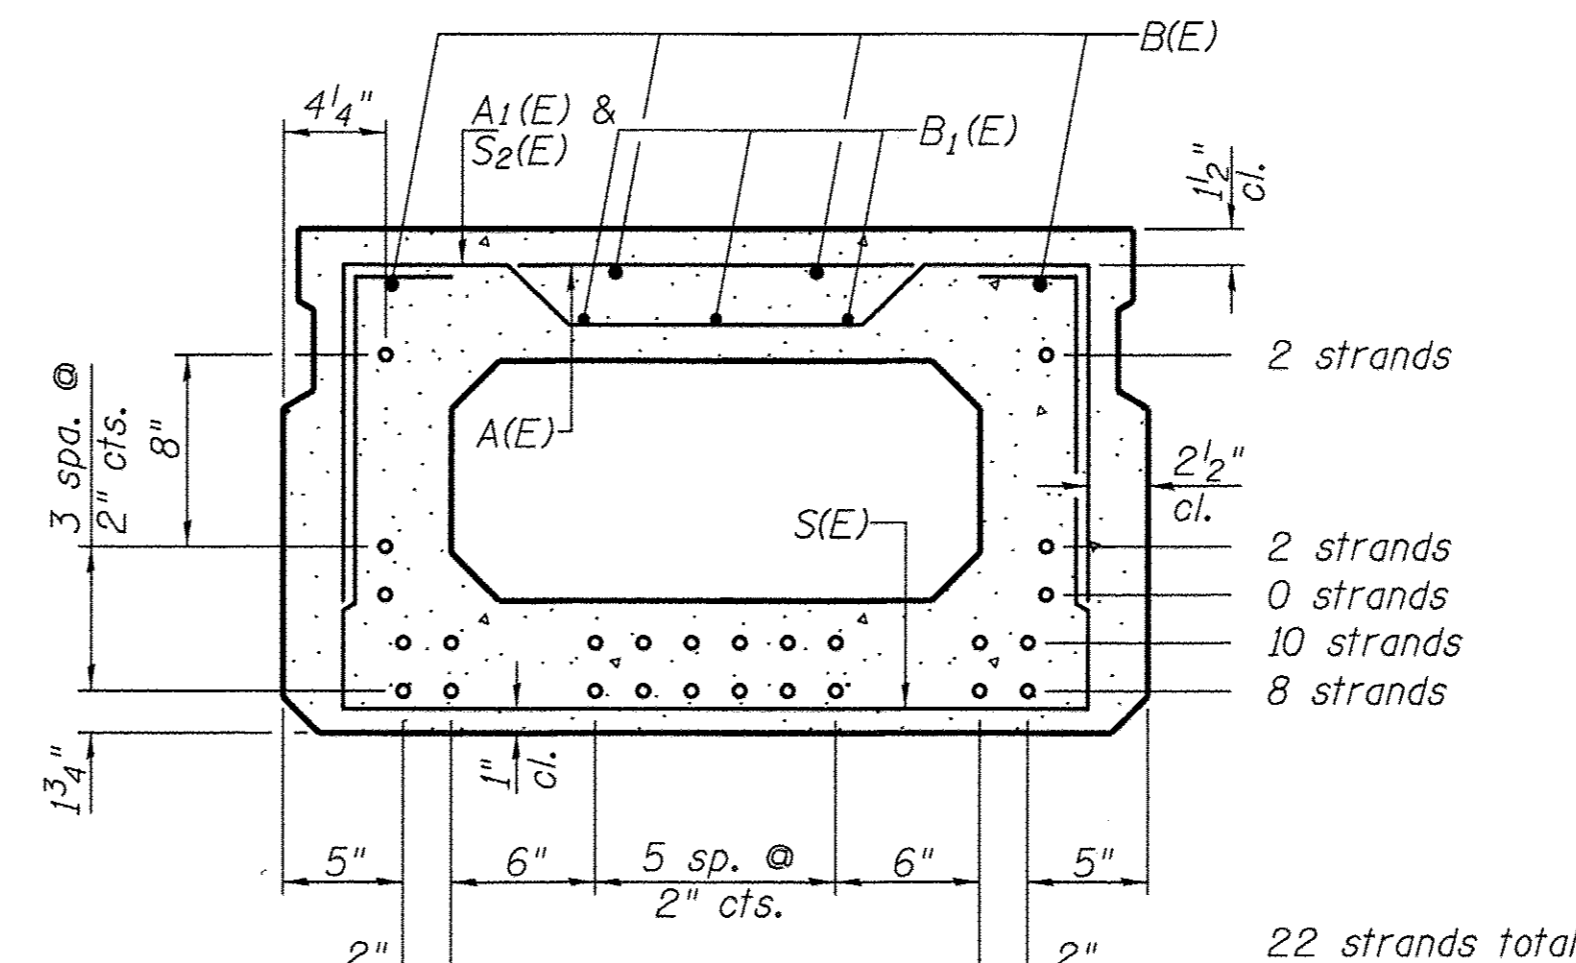 B(E)
4¼"
A1(E) &
S2(E)
B1(E)
1½"
cl.
3 spa. @
2" cts.
8"
2 strands
A(E)
2½"
cl.
S(E)
2 strands
0 strands
10 strands
8 strands
1¾"
1"
cl.
5"
6"
5 sp. @
2" cts.
6"
5"
2"
2"
22 strands total